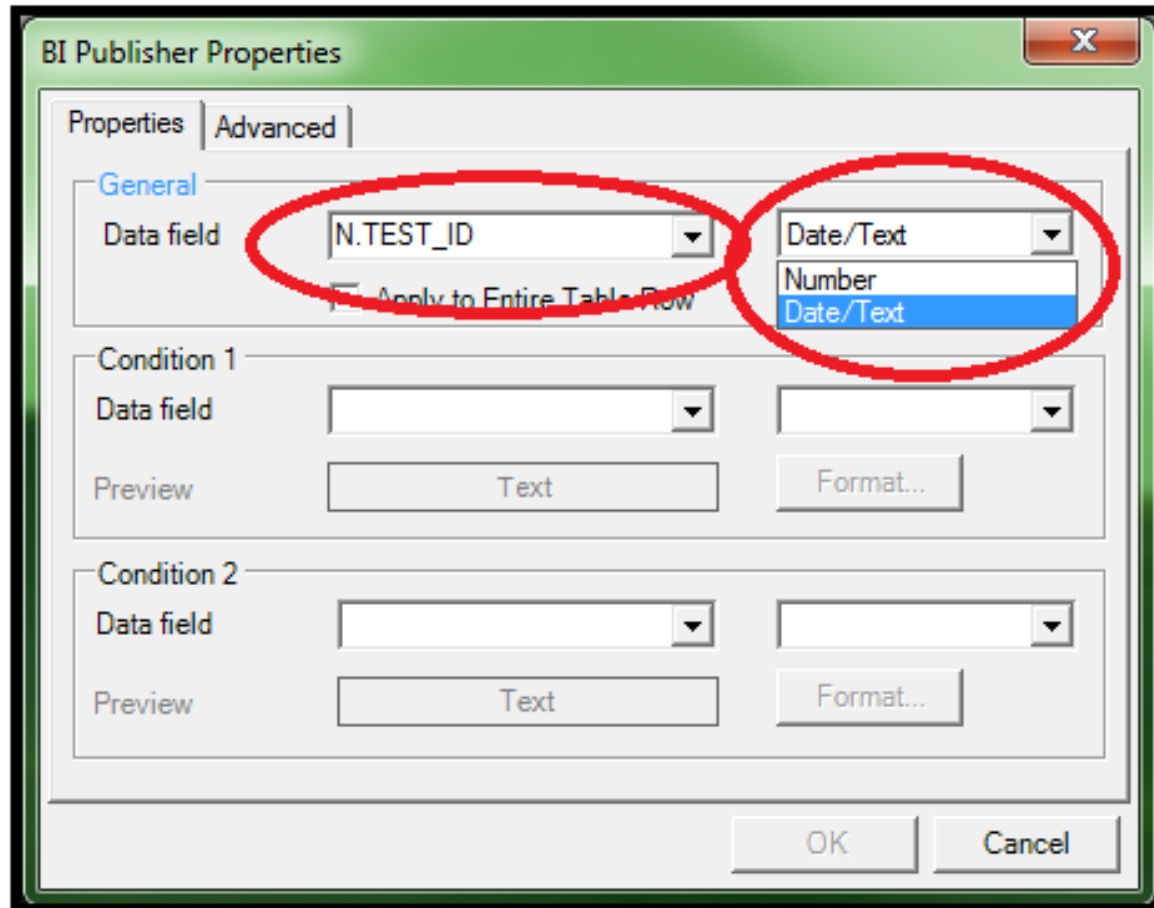 BI Publisher Properties
Properties Advanced
General
Data field N.TEST_ID Date/Text
Number
Apply to Entire Table Row Date/Text
Condition 1
Data field
Preview Text Format...
Condition 2
Data field
Preview Text Format...
OK Cancel